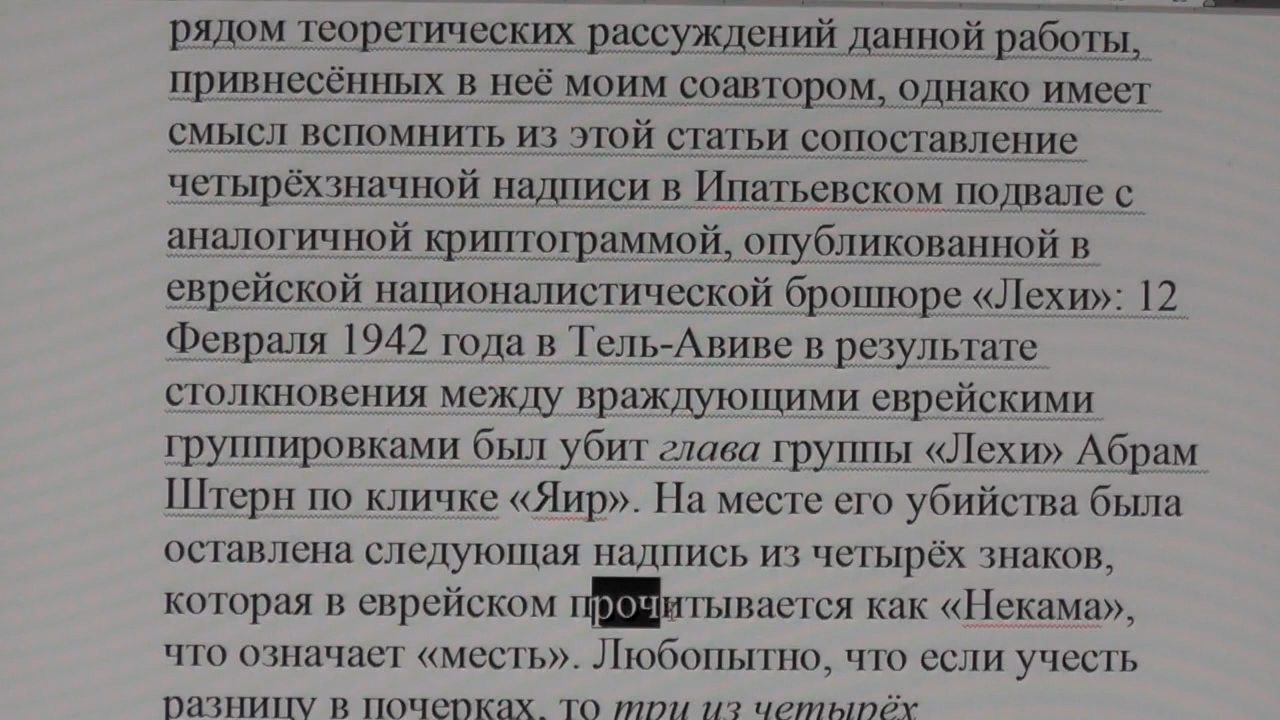 рядом теоретических рассуждений данной работы,
привнесённых в неё моим соавтором, однако имеет
смысл вспомнить из этой статьи сопоставление
четырёхзначной надписи в Ипатьевском подвале с
аналогичной криптограммой, опубликованной в
еврейской националистической брошюре «Лехи»: 12
Февраля 1942 года в Тель-Авиве в результате
столкновения между враждующими еврейскими
группировками был убит глава группы «Лехи» Абрам
Штерн по кличке «Яир». На месте его убийства была
оставлена следующая надпись из четырёх знаков,
которая в еврейском прочитывается как «Некама»,
что означает «месть». Любопытно, что если учесть
разницу в почерках, то три из четырёх